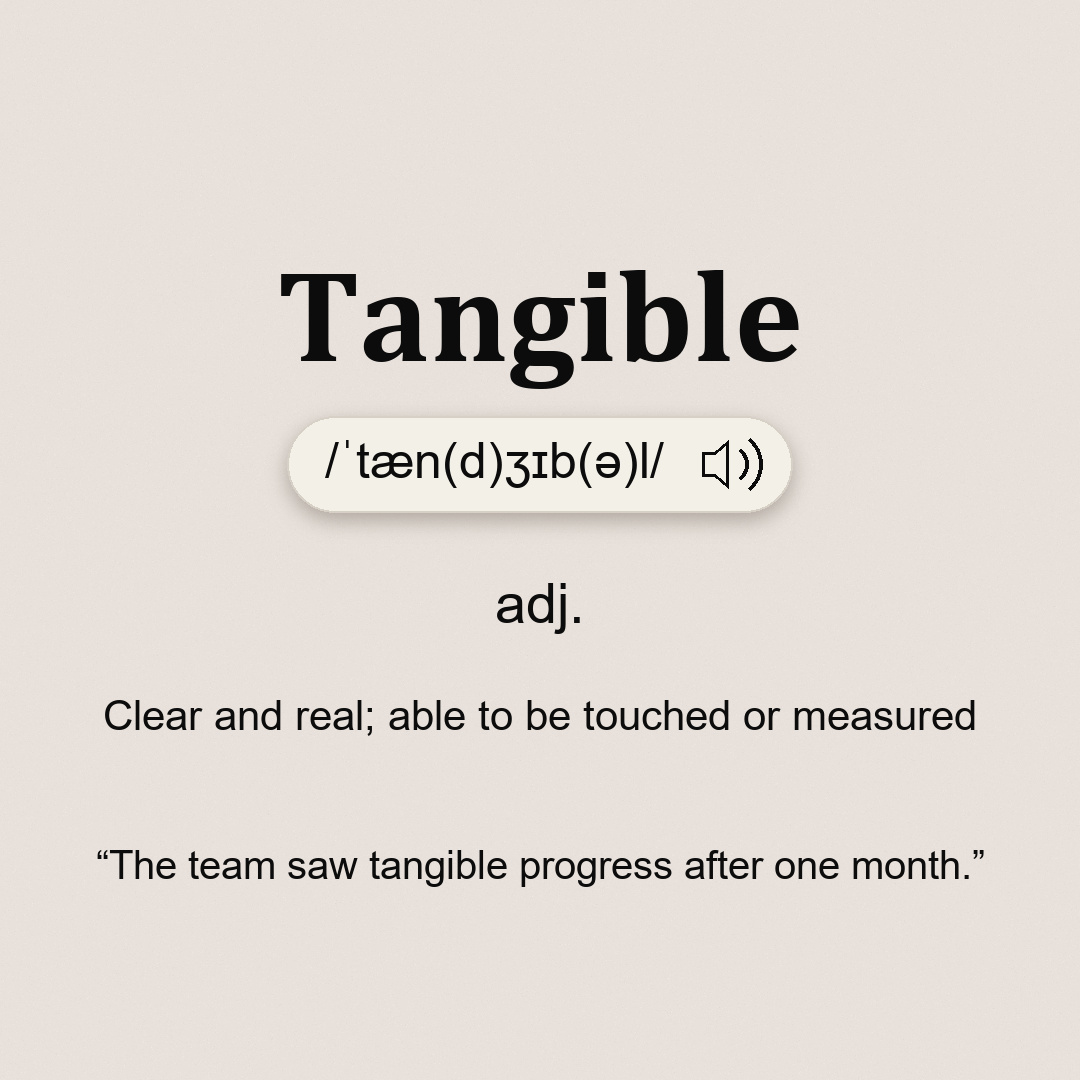 Tangible
/ˈtæn(d)ʒɪb(ə)l/
adj.
Clear and real; able to be touched or measured
“The team saw tangible progress after one month.”